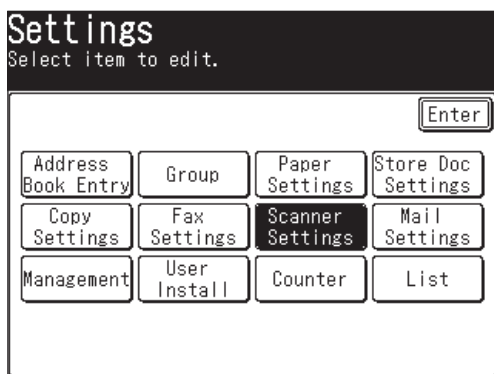 Settings
Select item to edit.
Enter
Address
Book Entry
Group
Paper
Settings
Store Doc
Settings
Copy
Settings
Fax
Settings
Scanner
Settings
Mail
Settings
Management
User
Install
Counter
List